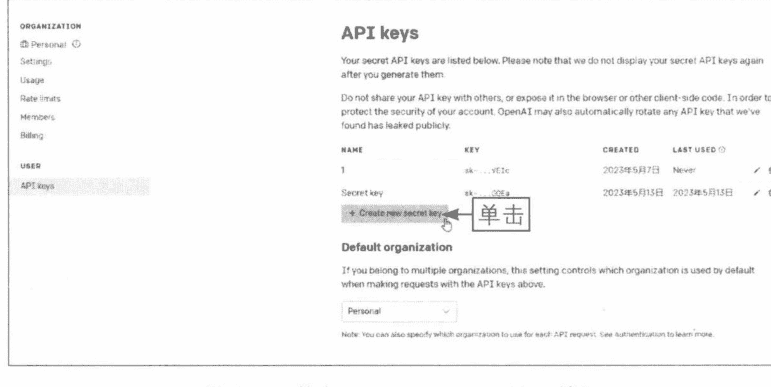 ORGANIZATION
Personal
Settings
Usage
Rate limits
Members
Billing
USER
API keys
API keys
Your secret API keys are listed below. Please note that we do not display your secret API keys again
after you generate them.
Do not share your API key with others, or expose it in the browser or other client-side code. In order to
protect the security of your account, OpenAI may also automatically rotate any API key that we've
found has leaked publicly.
NAME KEY CREATED LAST USED
1 sk-...VEIc 2023年5月7日 Never
Secret key sk-... 2023年5月13日 2023年5月13日
+ Create new secret key
单击
Default organization
If you belong to multiple organizations, this setting controls which organization is used by default
when making requests with the API keys above.
Personal
Note: You can also specify which organization to use for each API request. See Authentication to learn more.